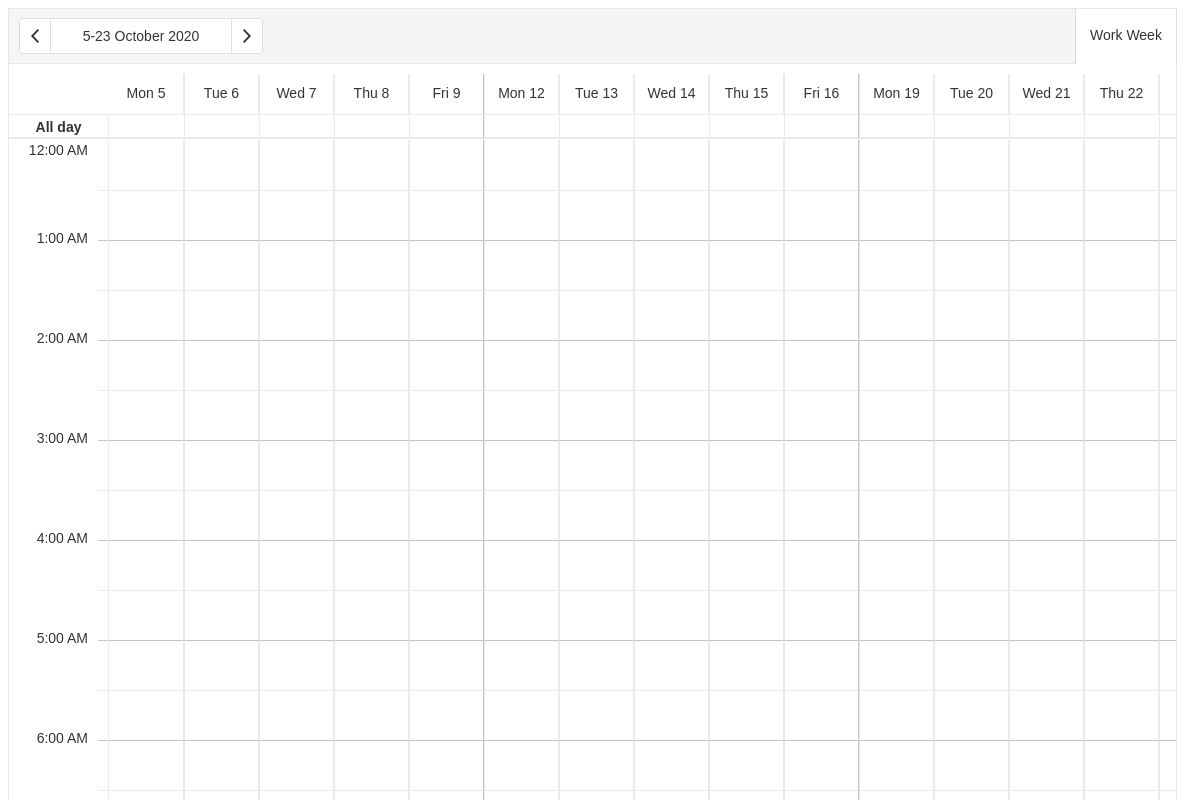 5-23 October 2020
Work Week
Mon 5 Tue 6 Wed 7 Thu 8 Fri 9 Mon 12 Tue 13 Wed 14 Thu 15 Fri 16 Mon 19 Tue 20 Wed 21 Thu 22
All day
12:00 AM
1:00 AM
2:00 AM
3:00 AM
4:00 AM
5:00 AM
6:00 AM